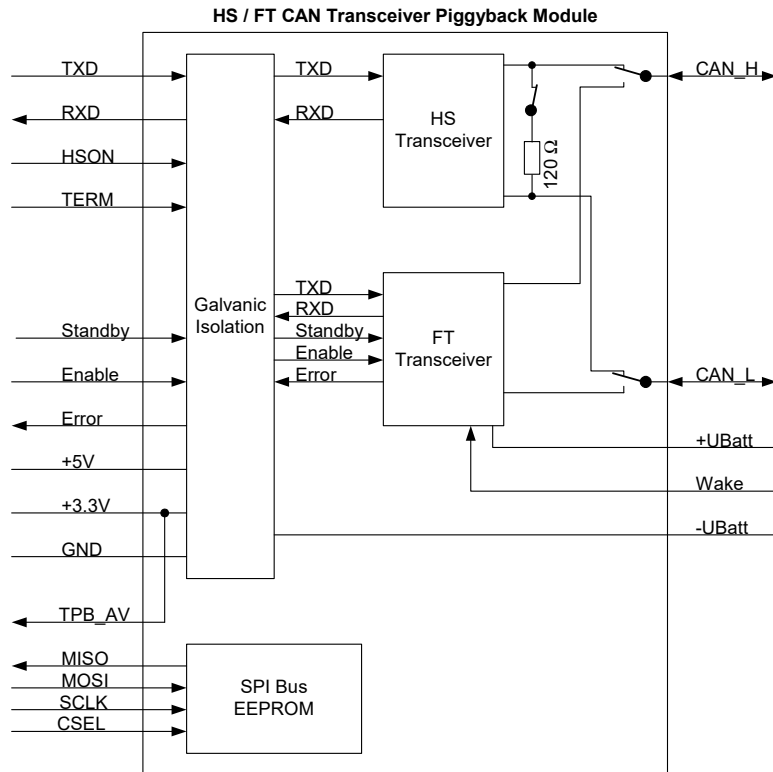 HS / FT CAN Transceiver Piggyback Module
TXD
RXD
HSON
TERM
Standby
Enable
Error
+5V
+3.3V
GND
TPB_AV
MISO
MOSI
SCLK
CSEL
Galvanic
Isolation
TXD
RXD
TXD
RXD
Standby
Enable
Error
HS
Transceiver
FT
Transceiver
120 Ω
SPI Bus
EEPROM
CAN_H
CAN_L
+UBatt
Wake
-UBatt